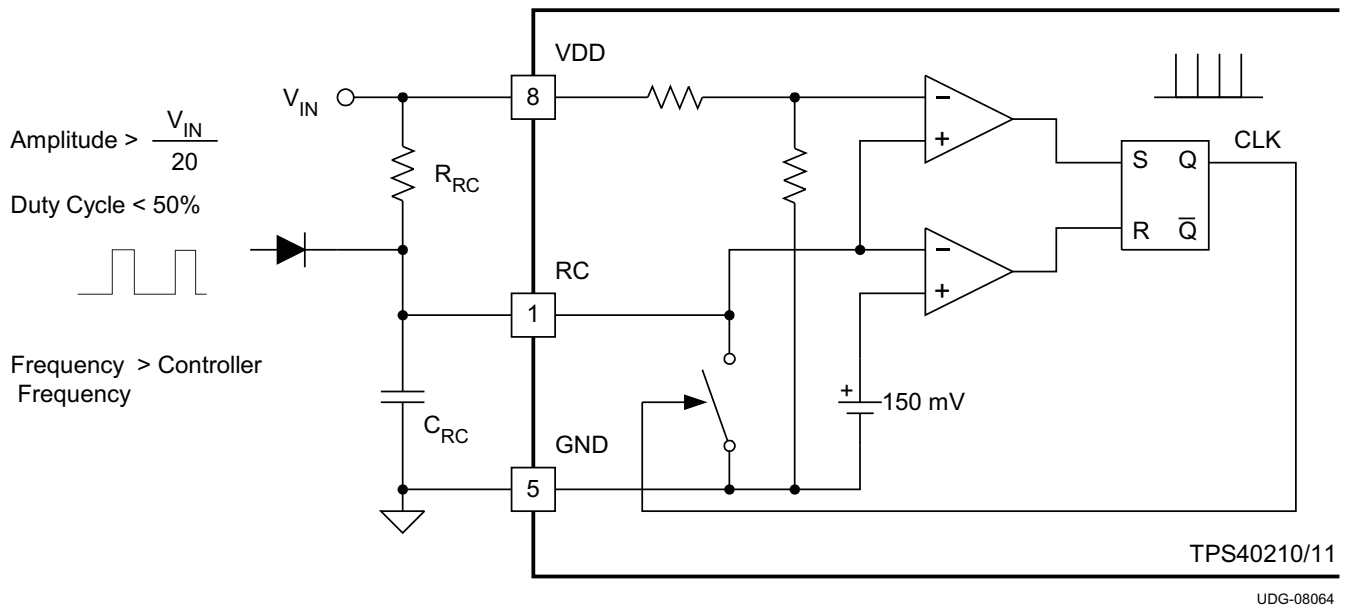 VDD
V_IN
8
Amplitude > V_IN / 20
R_RC
Duty Cycle < 50%
RC
1
Frequency > Controller
Frequency
C_RC
GND
5
−
+
−
+
+
150 mV
S Q
R Q̅
CLK
TPS40210/11
UDG-08064